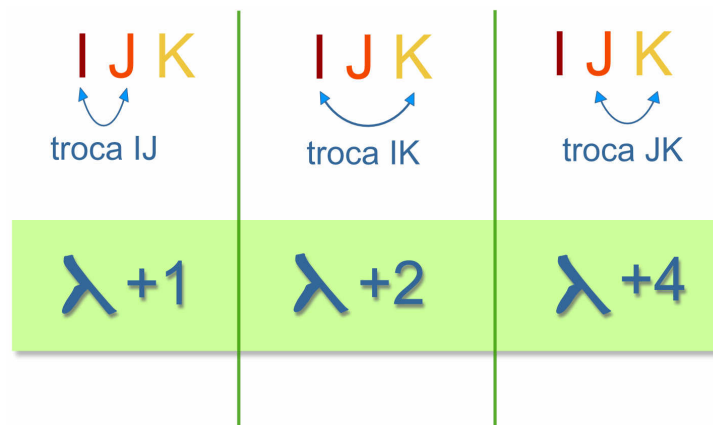 I J K
troca IJ
λ+1
I J K
troca IK
λ+2
I J K
troca JK
λ+4